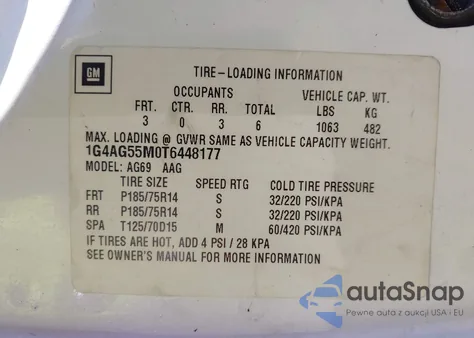 GM
TIRE-LOADING INFORMATION
OCCUPANTS VEHICLE CAP. WT.
FRT. CTR. RR. TOTAL LBS KG
3 0 3 6 1063 482
MAX. LOADING @ GVWR SAME AS VEHICLE CAPACITY WEIGHT.
1G4AG55M0T6448177
MODEL: AG69 AAG
TIRE SIZE SPEED RTG COLD TIRE PRESSURE
FRT P185/75R14 S 32/220 PSI/KPA
RR P185/75R14 S 32/220 PSI/KPA
SPA T125/70D15 M 60/420 PSI/KPA
IF TIRES ARE HOT, ADD 4 PSI / 28 KPA
SEE OWNER'S MANUAL FOR MORE INFORMATION
autoSnap
Pewne auta z aukcji USA i EU